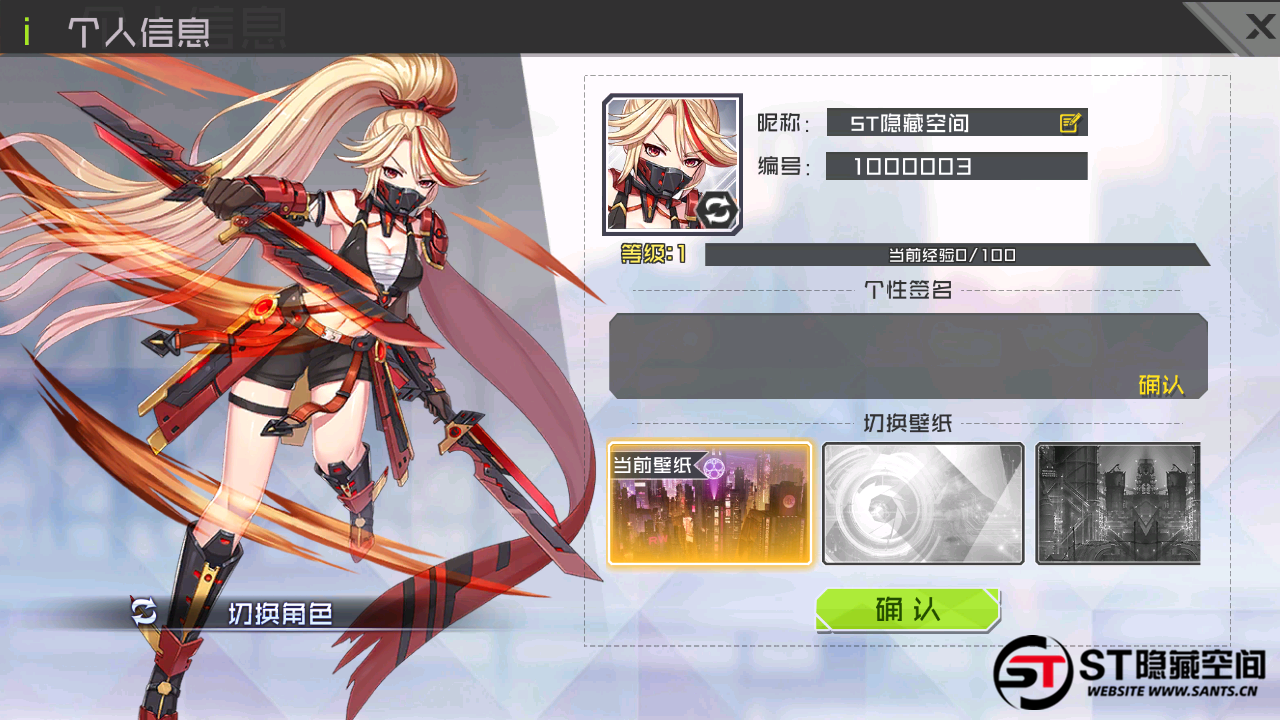 i 个人信息
X
昵称： ST隐藏空间
编号： 1000003
等级:1 当前经验0/100
个性签名
确认
切换壁纸
当前壁纸
切换角色
确认
ST ST隐藏空间
WEBSITE WWW.SANTS.CN